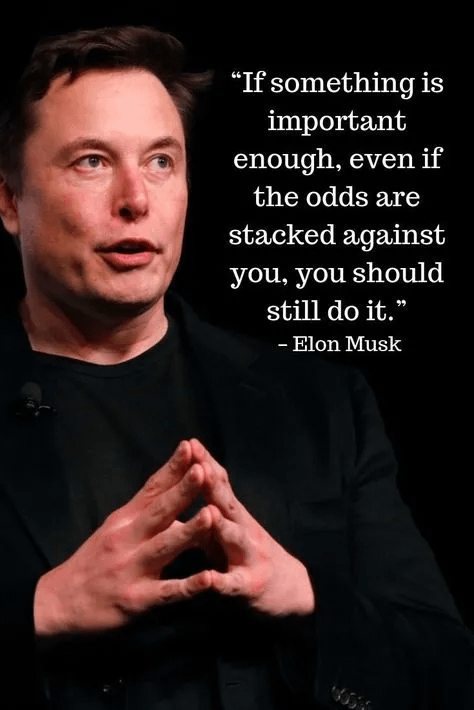 “If something is
important
enough, even if
the odds are
stacked against
you, you should
still do it.”
– Elon Musk